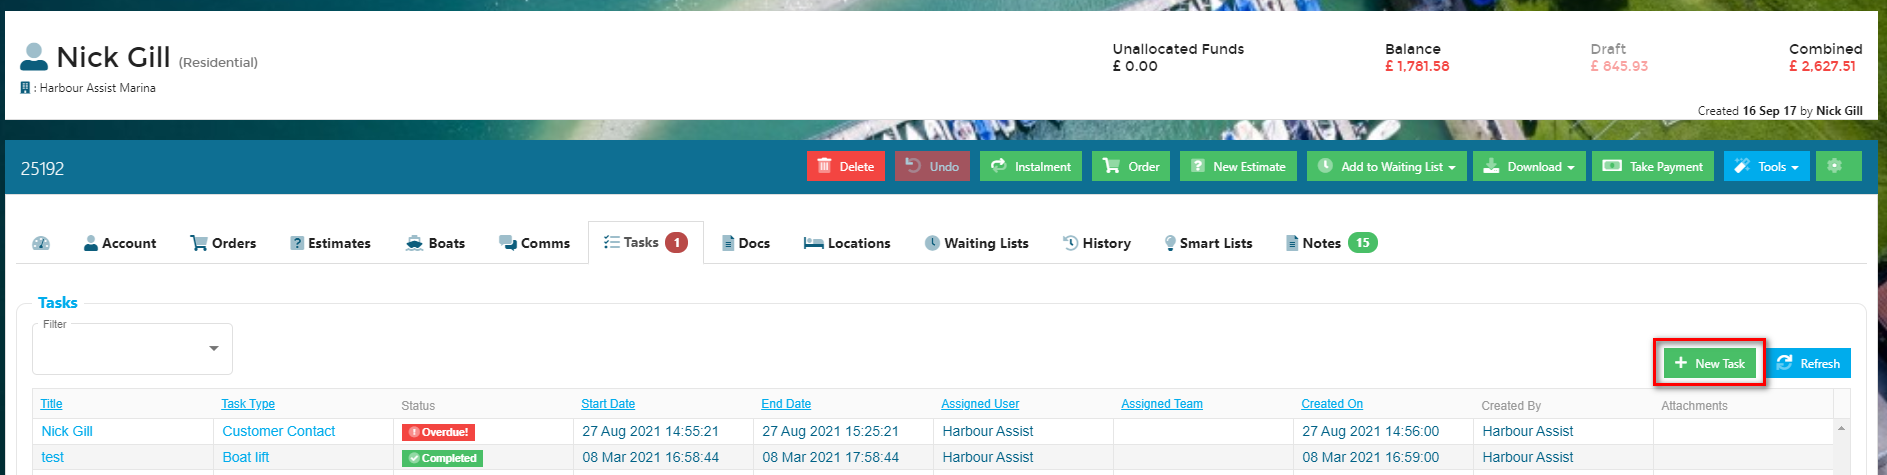 Nick Gill (Residential)
: Harbour Assist Marina
Unallocated Funds
£ 0.00
Balance
£ 1,781.58
Draft
£ 845.93
Combined
£ 2,627.51
Created 16 Sep 17 by Nick Gill
25192
Delete
Undo
Instalment
Order
New Estimate
Add to Waiting List
Download
Take Payment
Tools
Account
Orders
Estimates
Boats
Comms
Tasks 1
Docs
Locations
Waiting Lists
History
Smart Lists
Notes 15
Tasks
Filter
New Task
Refresh
Title Task Type Status Start Date End Date Assigned User Assigned Team Created On Created By Attachments
Nick Gill Customer Contact Overdue! 27 Aug 2021 14:55:21 27 Aug 2021 15:25:21 Harbour Assist 27 Aug 2021 14:56:00 Harbour Assist
test Boat lift Completed 08 Mar 2021 16:58:44 08 Mar 2021 17:58:44 Harbour Assist 08 Mar 2021 16:59:00 Harbour Assist